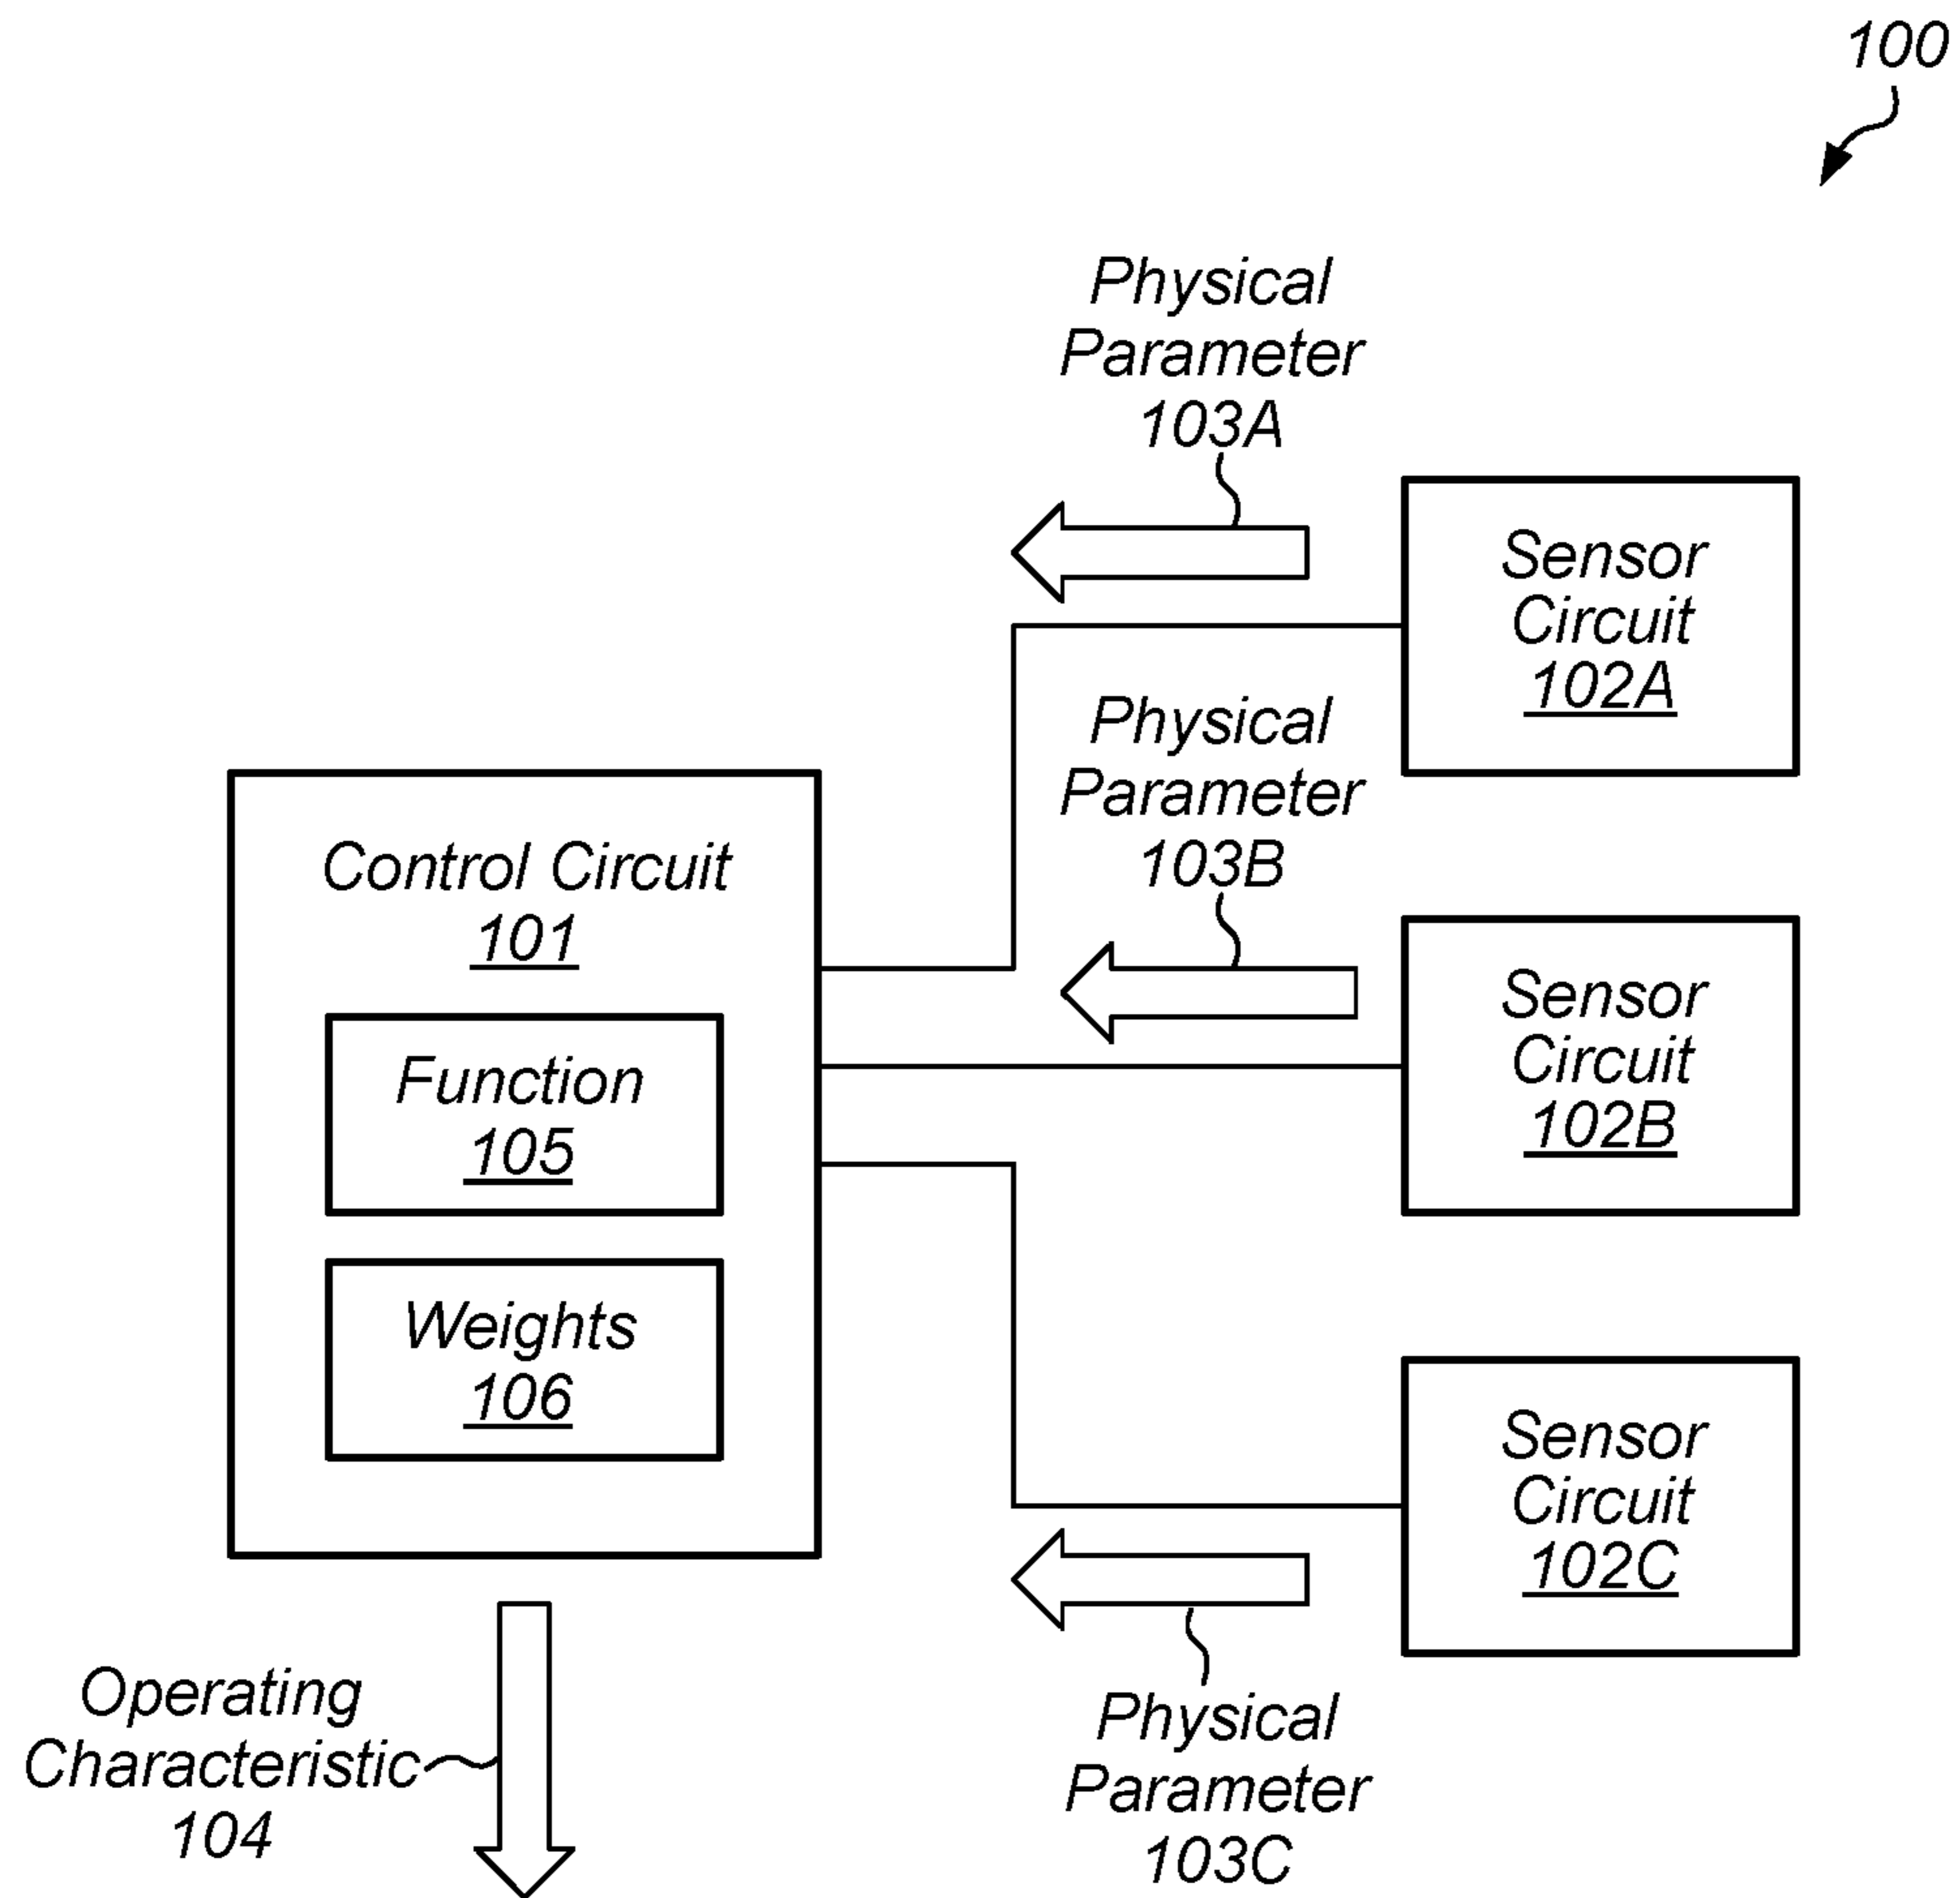 100
Physical
Parameter
103A
Sensor
Circuit
102A
Physical
Parameter
103B
Control Circuit
101
Sensor
Circuit
102B
Function
105
Weights
106
Sensor
Circuit
102C
Operating
Characteristic
104
Physical
Parameter
103C